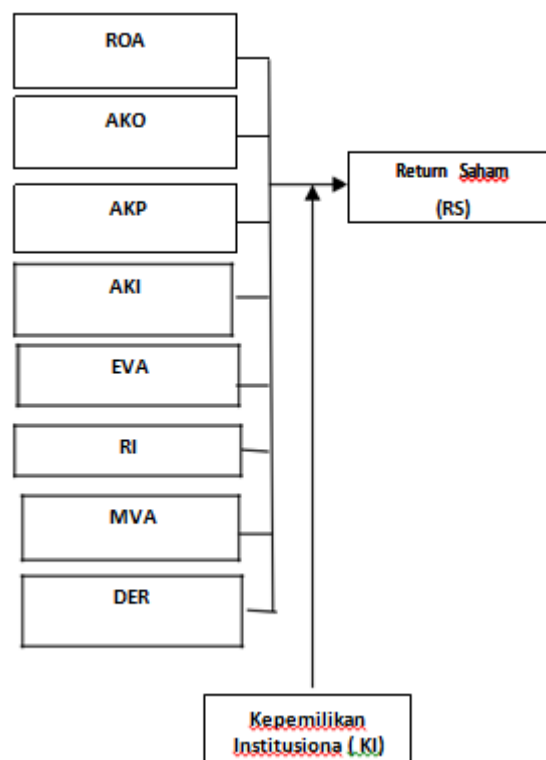 ROA
AKO
AKP
AKI
EVA
RI
MVA
DER
Return Saham
(RS)
Kepemilikan
Institusiona ( KI)